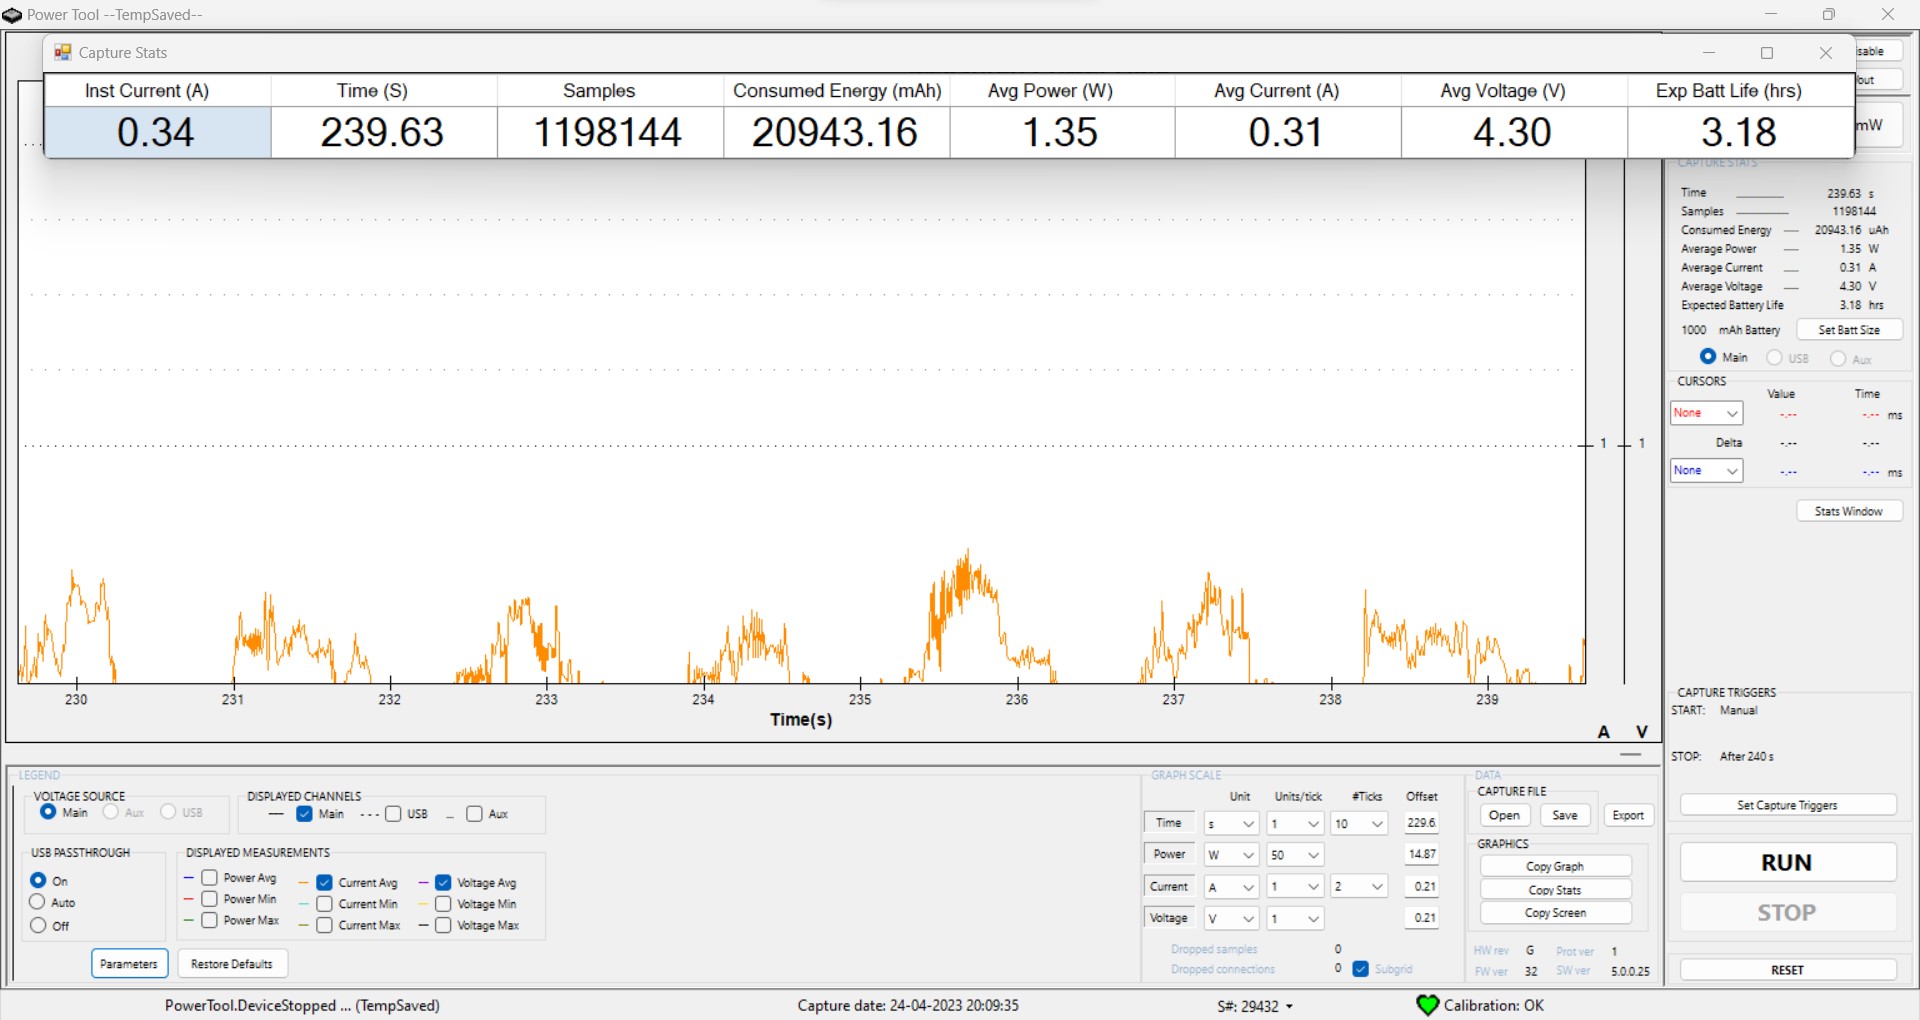 Power Tool --TempSaved--
Capture Stats
Inst Current (A) Time (S) Samples Consumed Energy (mAh) Avg Power (W) Avg Current (A) Avg Voltage (V) Exp Batt Life (hrs)
0.34 239.63 1198144 20943.16 1.35 0.31 4.30 3.18
mW
CAPTURE STATS
Time 239.63 s
Samples 1198144
Consumed Energy 20943.16 uAh
Average Power 1.35 W
Average Current 0.31 A
Average Voltage 4.30 V
Expected Battery Life 3.18 hrs
1000 mAh Battery Set Batt Size
Main USB Aux
CURSORS
Value Time
None -.-- -.-- ms
Delta -.-- -.--
None -.-- -.-- ms
Stats Window
1 1
230 231 232 233 234 235 236 237 238 239
Time(s)
A V
CAPTURE TRIGGERS
START: Manual
STOP: After 240 s
Set Capture Triggers
RUN
STOP
RESET
LEGEND
VOLTAGE SOURCE
Main Aux USB
DISPLAYED CHANNELS
Main USB Aux
USB PASSTHROUGH
On
Auto
Off
DISPLAYED MEASUREMENTS
Power Avg Current Avg Voltage Avg
Power Min Current Min Voltage Min
Power Max Current Max Voltage Max
Parameters Restore Defaults
GRAPH SCALE
Unit Units/tick #Ticks Offset
Time s 1 10 229.6
Power W 50 14.87
Current A 1 2 0.21
Voltage V 1 0.21
Dropped samples 0
Dropped connections 0 Subgrid
DATA
CAPTURE FILE
Open Save Export
GRAPHICS
Copy Graph
Copy Stats
Copy Screen
HW rev G Prot ver 1
FW ver 32 SW ver 5.0.0.25
PowerTool.DeviceStopped ... (TempSaved) Capture date: 24-04-2023 20:09:35 S#: 29432 Calibration: OK